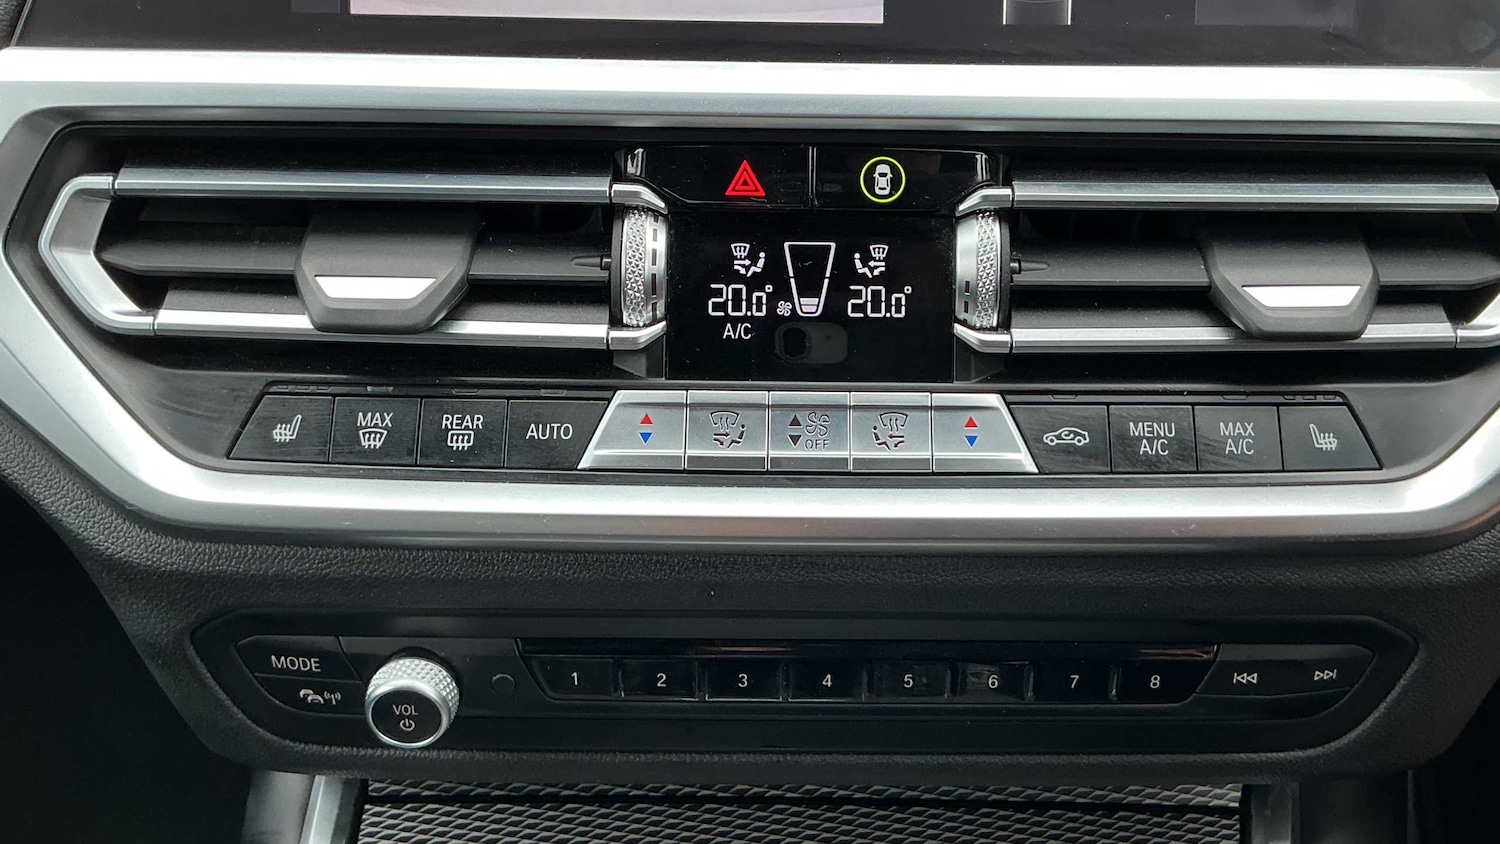 20.0° 20.0°
A/C
MAX
REAR
AUTO
OFF
MENU
A/C
MAX
A/C
MODE
VOL
1 2 3 4 5 6 7 8